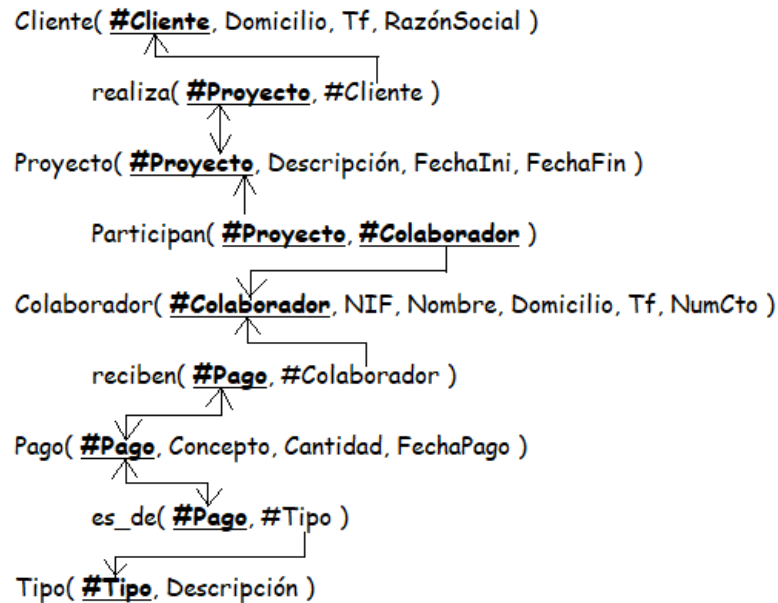 Cliente( #Cliente, Domicilio, Tf, RazónSocial )
realiza( #Proyecto, #Cliente )
Proyecto( #Proyecto, Descripción, FechaIni, FechaFin )
Participan( #Proyecto, #Colaborador )
Colaborador( #Colaborador, NIF, Nombre, Domicilio, Tf, NumCto )
reciben( #Pago, #Colaborador )
Pago( #Pago, Concepto, Cantidad, FechaPago )
es_de( #Pago, #Tipo )
Tipo( #Tipo, Descripción )